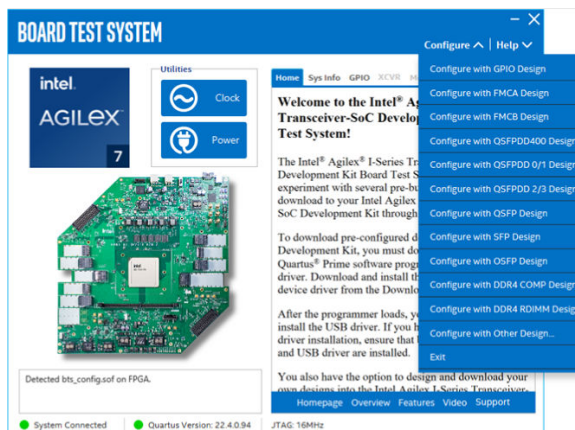 BOARD TEST SYSTEM
Configure | Help
intel.
AGILEX
7
Utilities
Clock
Power
Home Sys Info GPIO XCVR
Welcome to the Intel® Ag
Transceiver-SoC Develop
Test System!
The Intel® Agilex® I-Series Tra
Development Kit Board Test S
experiment with several pre-bu
download to your Intel Agilex
SoC Development Kit through
To download pre-configured d
Development Kit, you must do
Quartus® Prime software progr
driver. Download and install th
device driver from the Downlo
After the programmer loads, yo
install the USB driver. If you h
driver installation, ensure that
and USB driver are installed.
You also have the option to design and download your
own designs into the Intel Agilex I-Series Transceiver-
Configure with GPIO Design
Configure with FMCA Design
Configure with FMCB Design
Configure with QSFPDD400 Design
Configure with QSFPDD 0/1 Design
Configure with QSFPDD 2/3 Design
Configure with QSFP Design
Configure with SFP Design
Configure with OSFP Design
Configure with DDR4 COMP Design
Configure with DDR4 RDIMM Desig
Configure with Other Design...
Exit
Detected bts_config.sof on FPGA.
Homepage Overview Features Video Support
System Connected Quartus Version: 22.4.0.94 JTAG: 16MHz